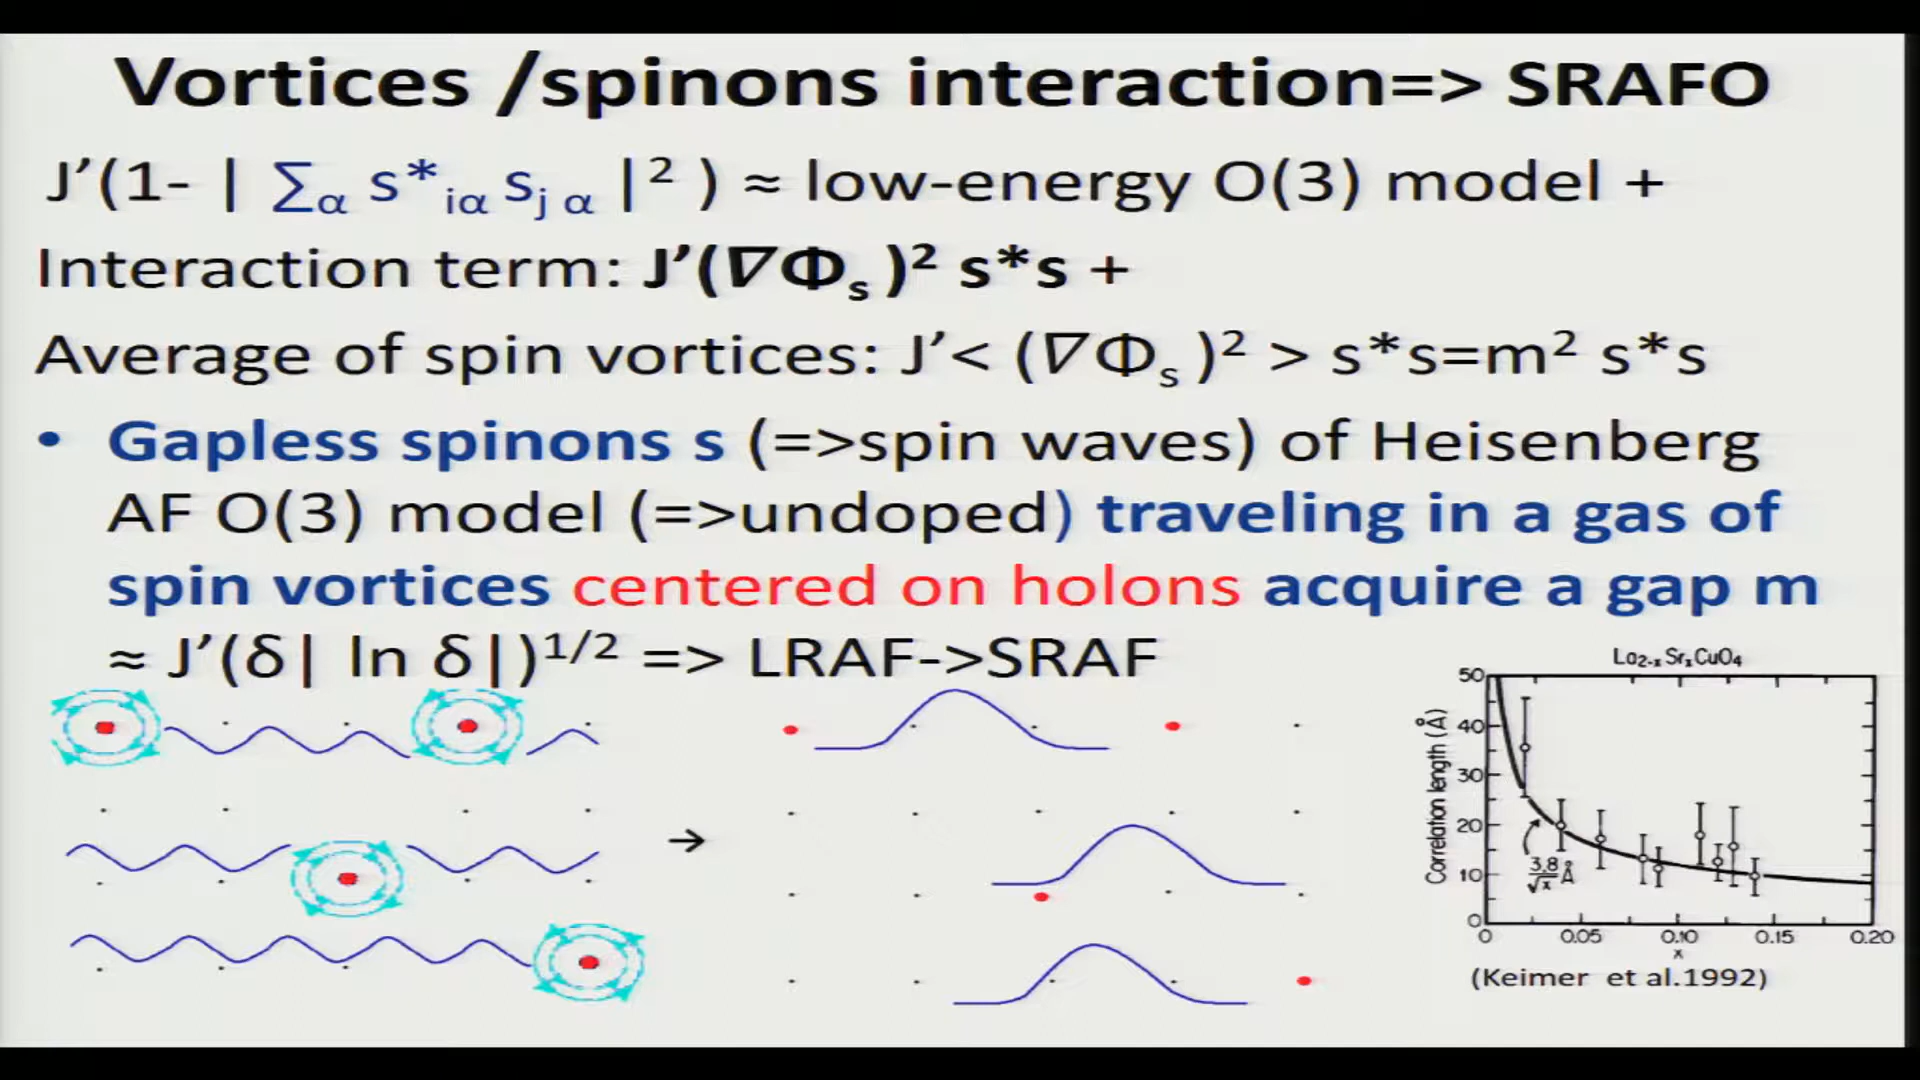 Vortices /spinons interaction=> SRAFO
J’(1- | ∑α s*iα sj α |² ) ≈ low-energy O(3) model +
Interaction term: J’(∇Φs )² s*s +
Average of spin vortices: J’< (∇Φs )² > s*s=m² s*s
• Gapless spinons s (=>spin waves) of Heisenberg
AF O(3) model (=>undoped) traveling in a gas of
spin vortices centered on holons acquire a gap m
≈ J’(δ| ln δ|)¹/² => LRAF->SRAF
→
La2-xSrxCuO4
Correlation length (Å)
50
40
30
20
10
0
3.8/√x Å
0 0.05 0.10 0.15 0.20
x
(Keimer et al.1992)